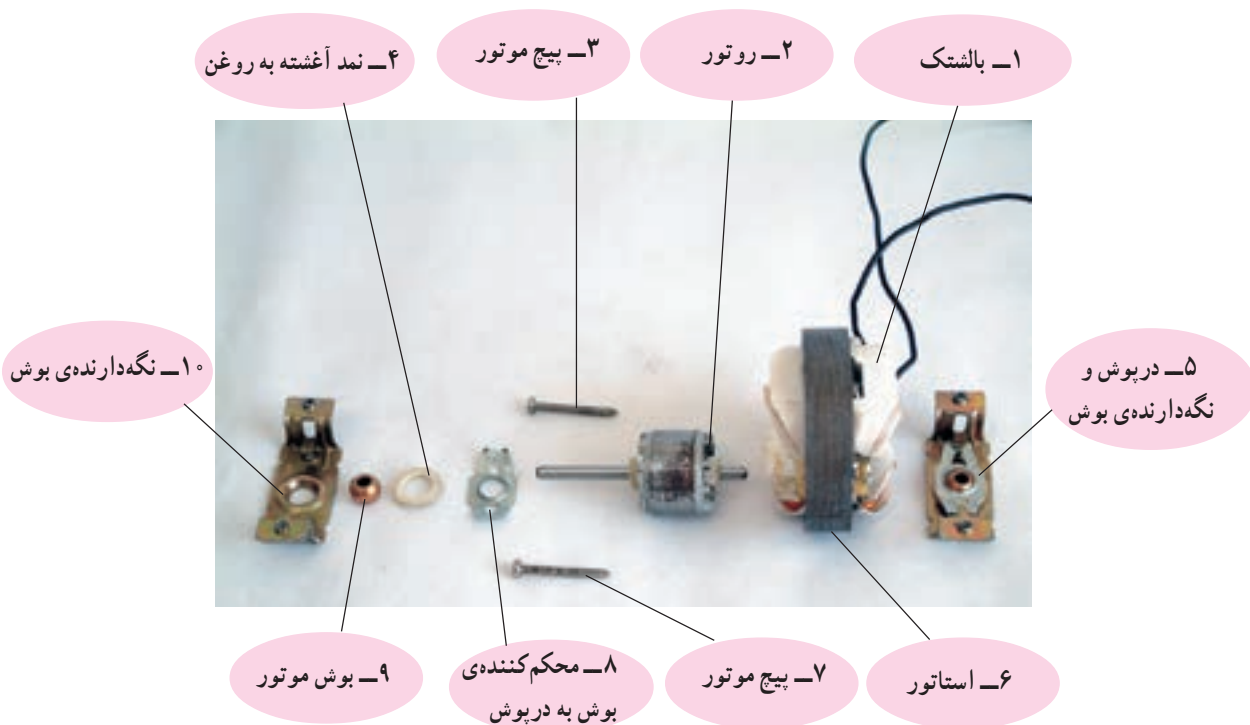 ۱ــ بالشتک
۲ــ روتور
۳ــ پیچ موتور
۴ــ نمد آغشته به روغن
۵ــ درپوش و
نگه‌دارنده‌ی بوش
۱۰ــ نگه‌دارنده‌ی بوش
۶ــ استاتور
۷ــ پیچ موتور
۸ــ محکم‌کننده‌ی
بوش به درپوش
۹ــ بوش موتور